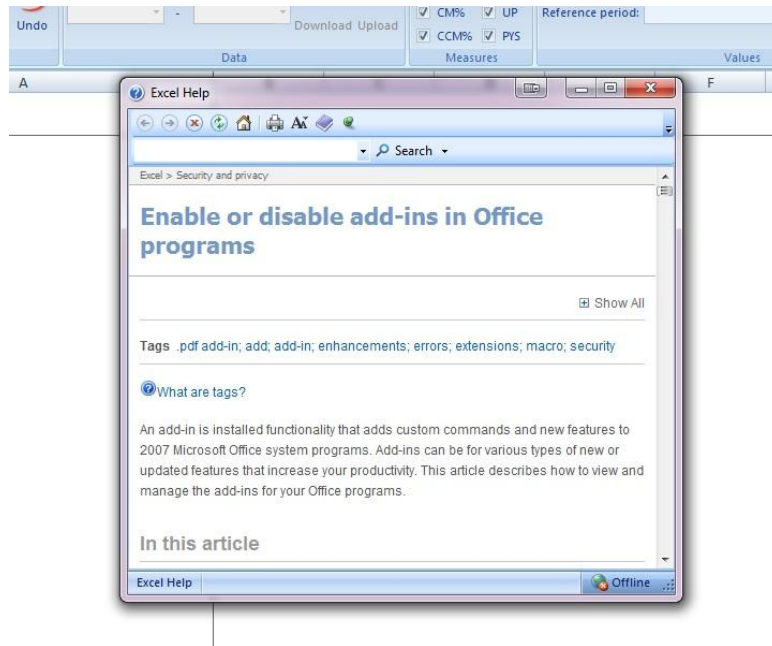 Undo
-
Download Upload
CM% UP
CCM% PYS
Reference period:
Data
Measures
Values
A
F
Excel Help
Search
Excel > Security and privacy
Enable or disable add-ins in Office
programs
Show All
Tags .pdf add-in; add; add-in; enhancements; errors; extensions; macro; security
What are tags?
An add-in is installed functionality that adds custom commands and new features to
2007 Microsoft Office system programs. Add-ins can be for various types of new or
updated features that increase your productivity. This article describes how to view and
manage the add-ins for your Office programs.
In this article
Excel Help
Offline